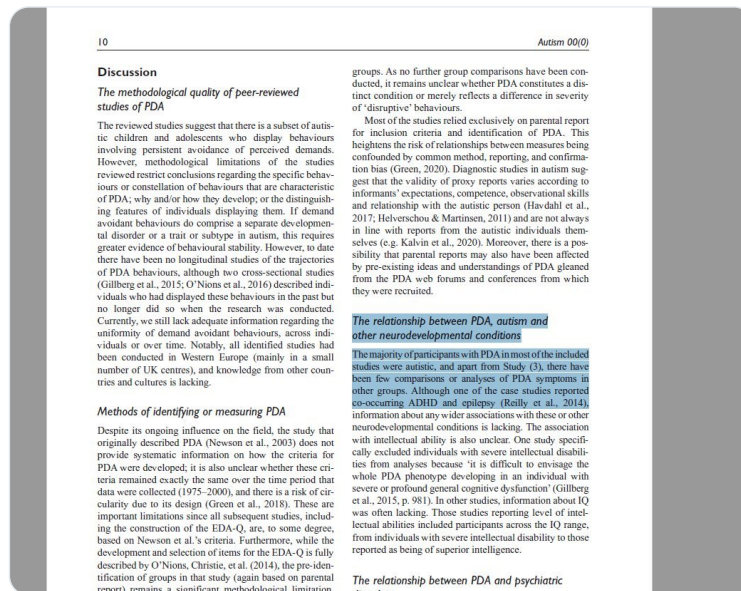 10
Autism 00(0)
Discussion
The methodological quality of peer-reviewed
studies of PDA
The reviewed studies suggest that there is a subset of autis-
tic children and adolescents who display behaviours
involving persistent avoidance of perceived demands.
However, methodological limitations of the studies
reviewed restrict conclusions regarding the specific behav-
iours or constellation of behaviours that are characteristic
of PDA; why and/or how they develop; or the distinguish-
ing features of individuals displaying them. If demand
avoidant behaviours do comprise a separate developmen-
tal disorder or a trait or subtype in autism, this requires
greater evidence of behavioural stability. However, to date
there have been no longitudinal studies of the trajectories
of PDA behaviours, although two cross-sectional studies
(Gillberg et al., 2015; O'Nions et al., 2016) described indi-
viduals who had displayed these behaviours in the past but
no longer did so when the research was conducted.
Currently, we still lack adequate information regarding the
uniformity of demand avoidant behaviours, across indi-
viduals or over time. Notably, all identified studies had
been conducted in Western Europe (mainly in a small
number of UK centres), and knowledge from other coun-
tries and cultures is lacking.
Methods of identifying or measuring PDA
Despite its ongoing influence on the field, the study that
originally described PDA (Newson et al., 2003) does not
provide systematic information on how the criteria for
PDA were developed; it is also unclear whether these cri-
teria remained exactly the same over the time period that
data were collected (1975–2000), and there is a risk of cir-
cularity due to its design (Green et al., 2018). These are
important limitations since all subsequent studies, includ-
ing the construction of the EDA-Q, are, to some degree,
based on Newson et al.'s criteria. Furthermore, while the
development and selection of items for the EDA-Q is fully
described by O'Nions, Christie, et al. (2014), the pre-iden-
tification of groups in that study (again based on parental
report) remains a significant methodological limitation.
groups. As no further group comparisons have been con-
ducted, it remains unclear whether PDA constitutes a dis-
tinct condition or merely reflects a difference in severity
of 'disruptive' behaviours.
Most of the studies relied exclusively on parental report
for inclusion criteria and identification of PDA. This
heightens the risk of relationships between measures being
confounded by common method, reporting, and confirma-
tion bias (Green, 2020). Diagnostic studies in autism sug-
gest that the validity of proxy reports varies according to
informants' expectations, competence, observational skills
and relationship with the autistic person (Havdahl et al.,
2017; Helverschou & Martinsen, 2011) and are not always
in line with reports from the autistic individuals them-
selves (e.g. Kalvin et al., 2020). Moreover, there is a pos-
sibility that parental reports may also have been affected
by pre-existing ideas and understandings of PDA gleaned
from the PDA web forums and conferences from which
they were recruited.
The relationship between PDA, autism and
other neurodevelopmental conditions
The majority of participants with PDA in most of the included
studies were autistic, and apart from Study (3), there have
been few comparisons or analyses of PDA symptoms in
other groups. Although one of the case studies reported
co-occurring ADHD and epilepsy (Reilly et al., 2014),
information about any wider associations with these or other
neurodevelopmental conditions is lacking. The association
with intellectual ability is also unclear. One study specifi-
cally excluded individuals with severe intellectual disabili-
ties from analyses because 'it is difficult to envisage the
whole PDA phenotype developing in an individual with
severe or profound general cognitive dysfunction' (Gillberg
et al., 2015, p. 981). In other studies, information about IQ
was often lacking. Those studies reporting level of intel-
lectual abilities included participants across the IQ range,
from individuals with severe intellectual disability to those
reported as being of superior intelligence.
The relationship between PDA and psychiatric